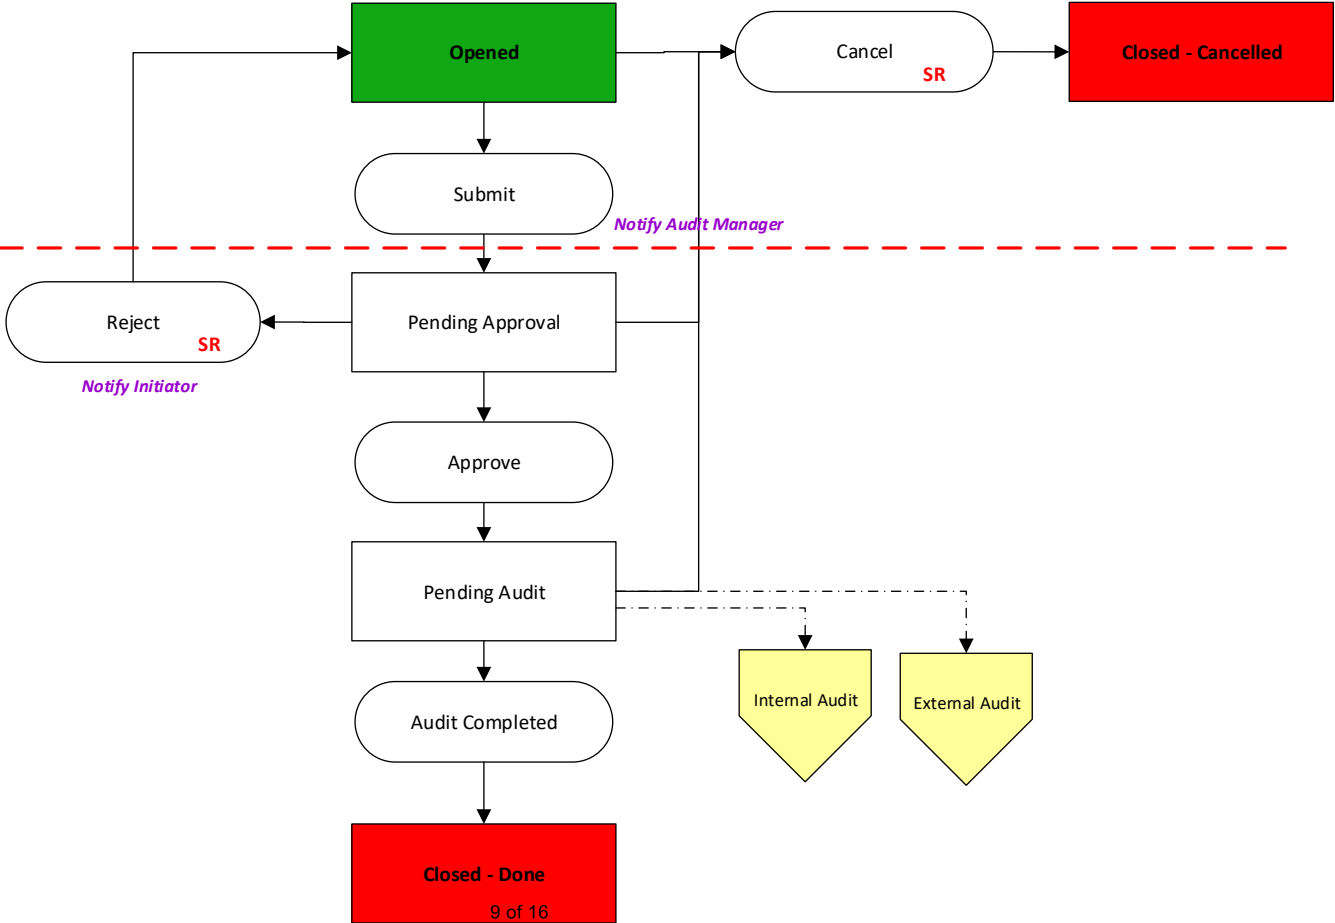 Opened
Cancel
SR
Closed - Cancelled
Submit
Notify Audit Manager
Reject
SR
Pending Approval
Notify Initiator
Approve
Pending Audit
Internal Audit
External Audit
Audit Completed
Closed - Done
9 of 16